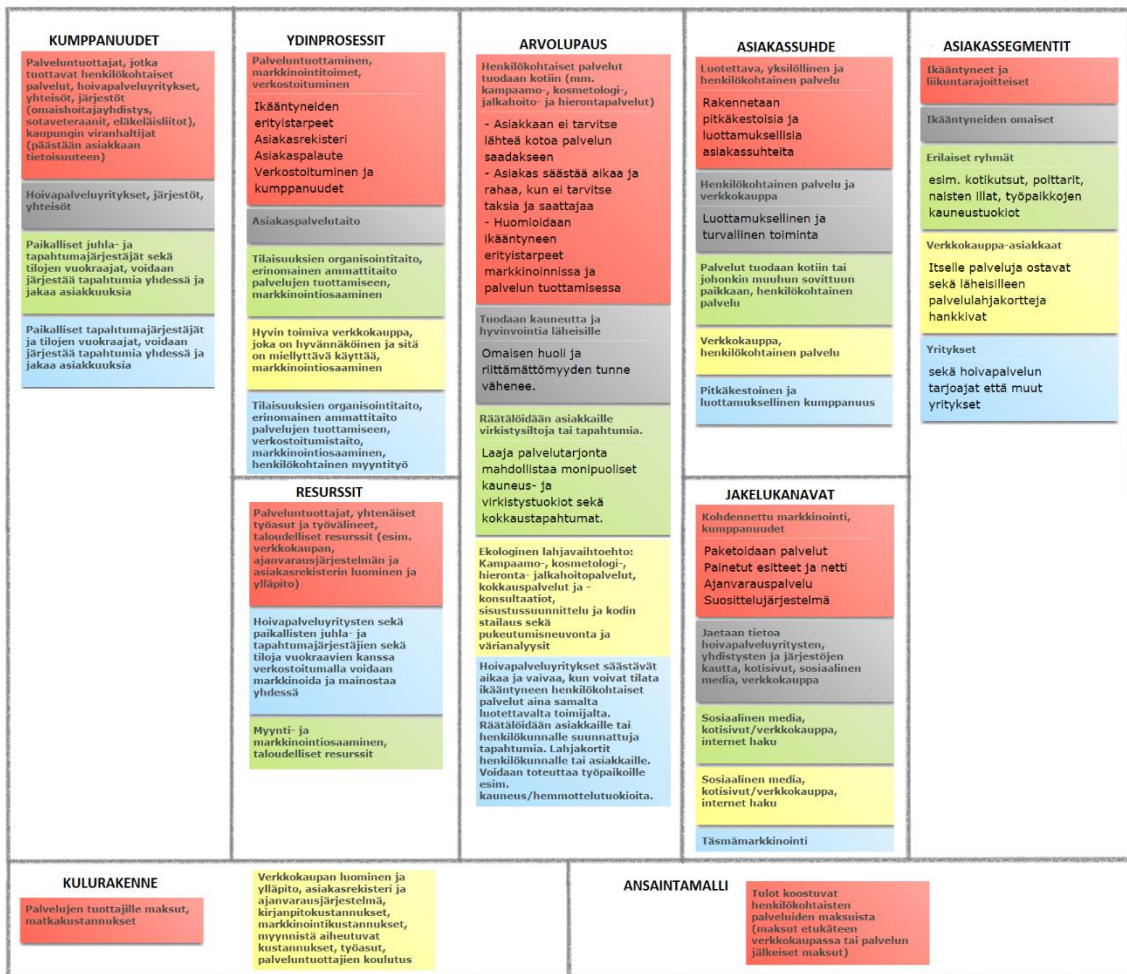 KUMPPANUUDET
Palveluntuottajat, jotka
tuottavat henkilökohtaiset
palvelut, hoivapalveluyritykset,
yhteisöt, järjestöt
(omaishoitajayhdistys,
sotaveteraanit, eläkeläisliitot),
kaupungin viranhaltijat
(päästään asiakkaan
tietoisuuteen)
Hoivapalveluyritykset, järjestöt,
yhteisöt
Paikalliset juhla- ja
tapahtumajärjestäjät sekä
tilojen vuokraajat, voidaan
järjestää tapahtumia yhdessä ja
jakaa asiakkuuksia
Paikalliset tapahtumajärjestäjät
ja tilojen vuokraajat, voidaan
järjestää tapahtumia yhdessä ja
jakaa asiakkuuksia
YDINPROSESSIT
Palveluntuottaminen,
markkinointitoimet,
verkostoituminen
Ikääntyneiden
erityistarpeet
Asiakasrekisteri
Asiakaspalaute
Verkostoituminen ja
kumppanuudet
Asiakaspalvelutaito
Tilaisuuksien organisointitaito,
erinomainen ammattitaito
palvelujen tuottamiseen,
markkinointiosaaminen
Hyvin toimiva verkkokauppa,
joka on hyvännäköinen ja sitä
on miellyttävä käyttää,
markkinointiosaaminen
Tilaisuuksien organisointitaito,
erinomainen ammattitaito
palvelujen tuottamiseen,
verkostoitumistaito,
markkinointiosaaminen,
henkilökohtainen myyntityö
RESURSSIT
Palveluntuottajat, yhtenäiset
työasut ja työvälineet,
taloudelliset resurssit (esim.
verkkokaupan,
ajanvarausjärjestelmän ja
asiakasrekisterin luominen ja
ylläpito)
Hoivapalveluyritysten sekä
paikallisten juhla- ja
tapahtumajärjestäjien sekä
tiloja vuokraavien kanssa
verkostoitumalla voidaan
markkinoida ja mainostaa
yhdessä
Myynti- ja
markkinointiosaaminen,
taloudelliset resurssit
ARVOLUPAUS
Henkilökohtaiset palvelut
tuodaan kotiin (mm.
kampaamo-, kosmetologi-,
jalkahoito- ja hierontapalvelut)
- Asiakkaan ei tarvitse
lähteä kotoa palvelun
saadakseen
- Asiakas säästää aikaa ja
rahaa, kun ei tarvitse
taksia ja saattajaa
- Huomioidaan
ikääntyneen
erityistarpeet
markkinoinnissa ja
palvelun tuottamisessa
Tuodaan kauneutta ja
hyvinvointia läheisille
Omaisen huoli ja
riittämättömyyden tunne
vähenee.
Räätälöidään asiakkaille
virkistysiltoja tai tapahtumia.
Laaja palvelutarjonta
mahdollistaa monipuoliset
kauneus- ja
virkistystuokiot sekä
kokkaustapahtumat.
Ekologinen lahjavaihtoehto:
Kampaamo-, kosmetologi-,
hieronta- jalkahoitopalvelut,
kokkauspalvelut ja -
konsultaatiot,
sisustussuunnittelu ja kodin
stailaus sekä
pukeutumisneuvonta ja
värianalyysit
Hoivapalveluyritykset säästävät
aikaa ja vaivaa, kun voivat tilata
ikääntyneen henkilökohtaiset
palvelut aina samalta
luotettavalta toimijalta.
Räätälöidään asiakkaille tai
henkilökunnalle suunnattuja
tapahtumia. Lahjakortit
henkilökunnalle tai asiakkaille.
Voidaan toteuttaa työpaikoille
esim.
kauneus/hemmottelutuokioita.
ASIAKASSUHDE
Luotettava, yksilöllinen ja
henkilökohtainen palvelu
Rakennetaan
pitkäkestoisia ja
luottamuksellisia
asiakassuhteita
Henkilökohtainen palvelu ja
verkkokauppa
Luottamuksellinen ja
turvallinen toiminta
Palvelut tuodaan kotiin tai
johonkin muuhun sovittuun
paikkaan, henkilökohtainen
palvelu
Verkkokauppa,
henkilökohtainen palvelu
Pitkäkestoinen ja
luottamuksellinen kumppanuus
JAKELUKANAVAT
Kohdennettu markkinointi,
kumppanuudet
Paketoidaan palvelut
Painetut esitteet ja netti
Ajanvarauspalvelu
Suosittelujärjestelmä
Jaetaan tietoa
hoivapalveluyritysten,
yhdistysten ja järjestöjen
kautta, kotisivut, sosiaalinen
media, verkkokauppa
Sosiaalinen media,
kotisivut/verkkokauppa,
internet haku
Sosiaalinen media,
kotisivut/verkkokauppa,
internet haku
Täsmämarkkinointi
ASIAKASSEGMENTIT
Ikääntyneet ja
liikuntarajoitteiset
Ikääntyneiden omaiset
Erilaiset ryhmät
esim. kotikutsut, polttarit,
naisten illat, työpaikkojen
kauneustuokiot
Verkkokauppa-asiakkaat
Itselle palveluja ostavat
sekä läheisilleen
palvelulahjakortteja
hankkivat
Yritykset
sekä hoivapalvelun
tarjoajat että muut
yritykset
KULURAKENNE
Palvelujen tuottajille maksut,
matkakustannukset
Verkkokaupan luominen ja
ylläpito, asiakasrekisteri ja
ajanvarausjärjestelmä,
kirjanpitokustannukset,
markkinointikustannukset,
myynnistä aiheutuvat
kustannukset, työasut,
palveluntuottajien koulutus
ANSAINTAMALLI
Tulot koostuvat
henkilökohtaisten
palveluiden maksuista
(maksut etukäteen
verkkokaupassa tai palvelun
jälkeiset maksut)